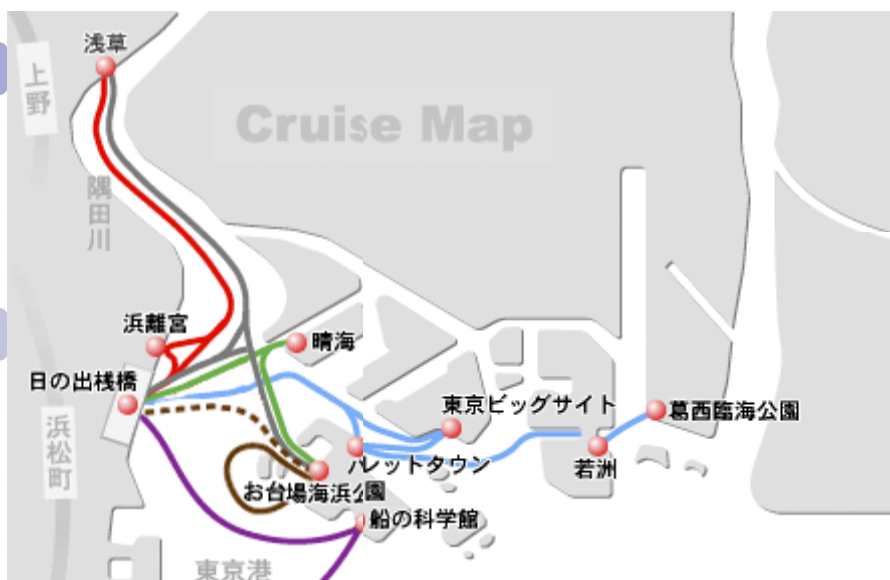 浅草
上野
Cruise Map
隅田川
浜離宮
晴海
日の出桟橋
東京ビッグサイト
葛西臨海公園
浜松町
パレットタウン
若洲
お台場海浜公園
船の科学館
東京港